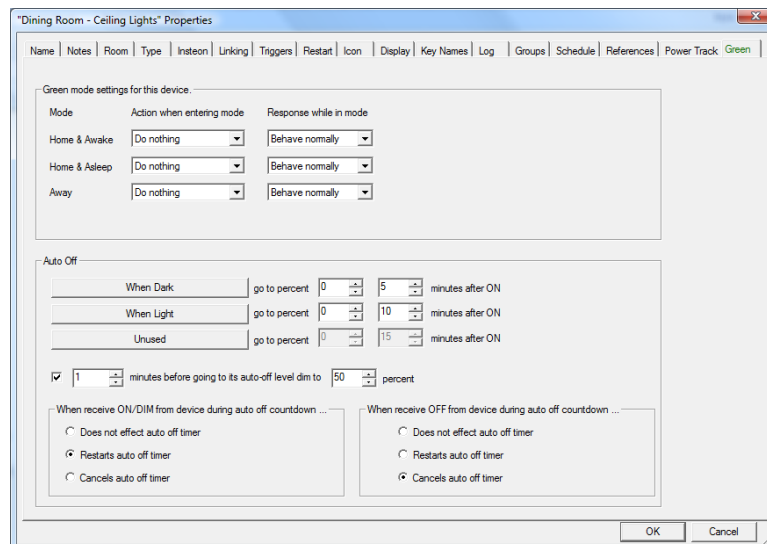 "Dining Room - Ceiling Lights" Properties
Name Notes Room Type Insteon Linking Triggers Restart Icon Display Key Names Log Groups Schedule References Power Track Green
Green mode settings for this device.
Mode Action when entering mode Response while in mode
Home & Awake Do nothing Behave normally
Home & Asleep Do nothing Behave normally
Away Do nothing Behave normally
Auto Off
When Dark go to percent 0 5 minutes after ON
When Light go to percent 0 10 minutes after ON
Unused go to percent 0 15 minutes after ON
1 minutes before going to its auto-off level dim to 50 percent
When receive ON/DIM from device during auto off countdown ... When receive OFF from device during auto off countdown ...
Does not effect auto off timer Does not effect auto off timer
Restarts auto off timer Restarts auto off timer
Cancels auto off timer Cancels auto off timer
OK Cancel